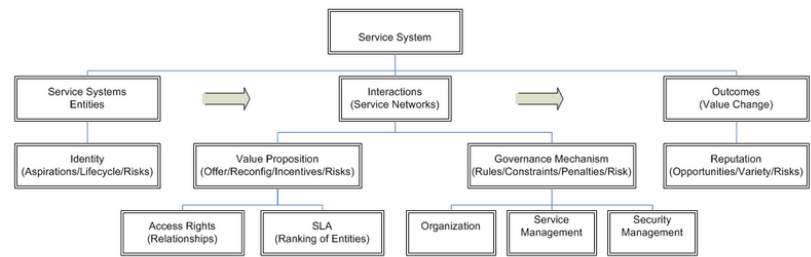 Service System
Service Systems
Entities
Interactions
(Service Networks)
Outcomes
(Value Change)
Identity
(Aspirations/Lifecycle/Risks)
Value Proposition
(Offer/Reconfig/Incentives/Risks)
Governance Mechanism
(Rules/Constraints/Penalties/Risk)
Reputation
(Opportunities/Variety/Risks)
Access Rights
(Relationships)
SLA
(Ranking of Entities)
Organization
Service
Management
Security
Management